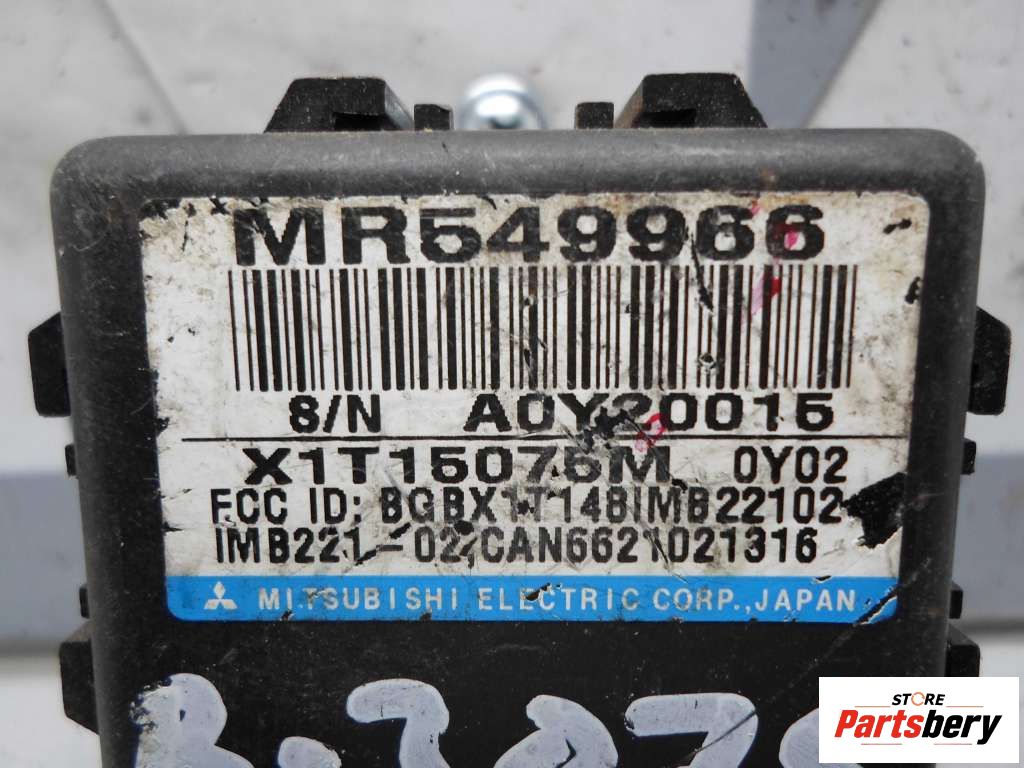 MR549966
S/N A0Y20015
X1T15075M 0Y02
FCC ID: BGBX1T148IMB22102
IMB221-02 CAN6621021316
MITSUBISHI ELECTRIC CORP., JAPAN
STORE
Partsbery